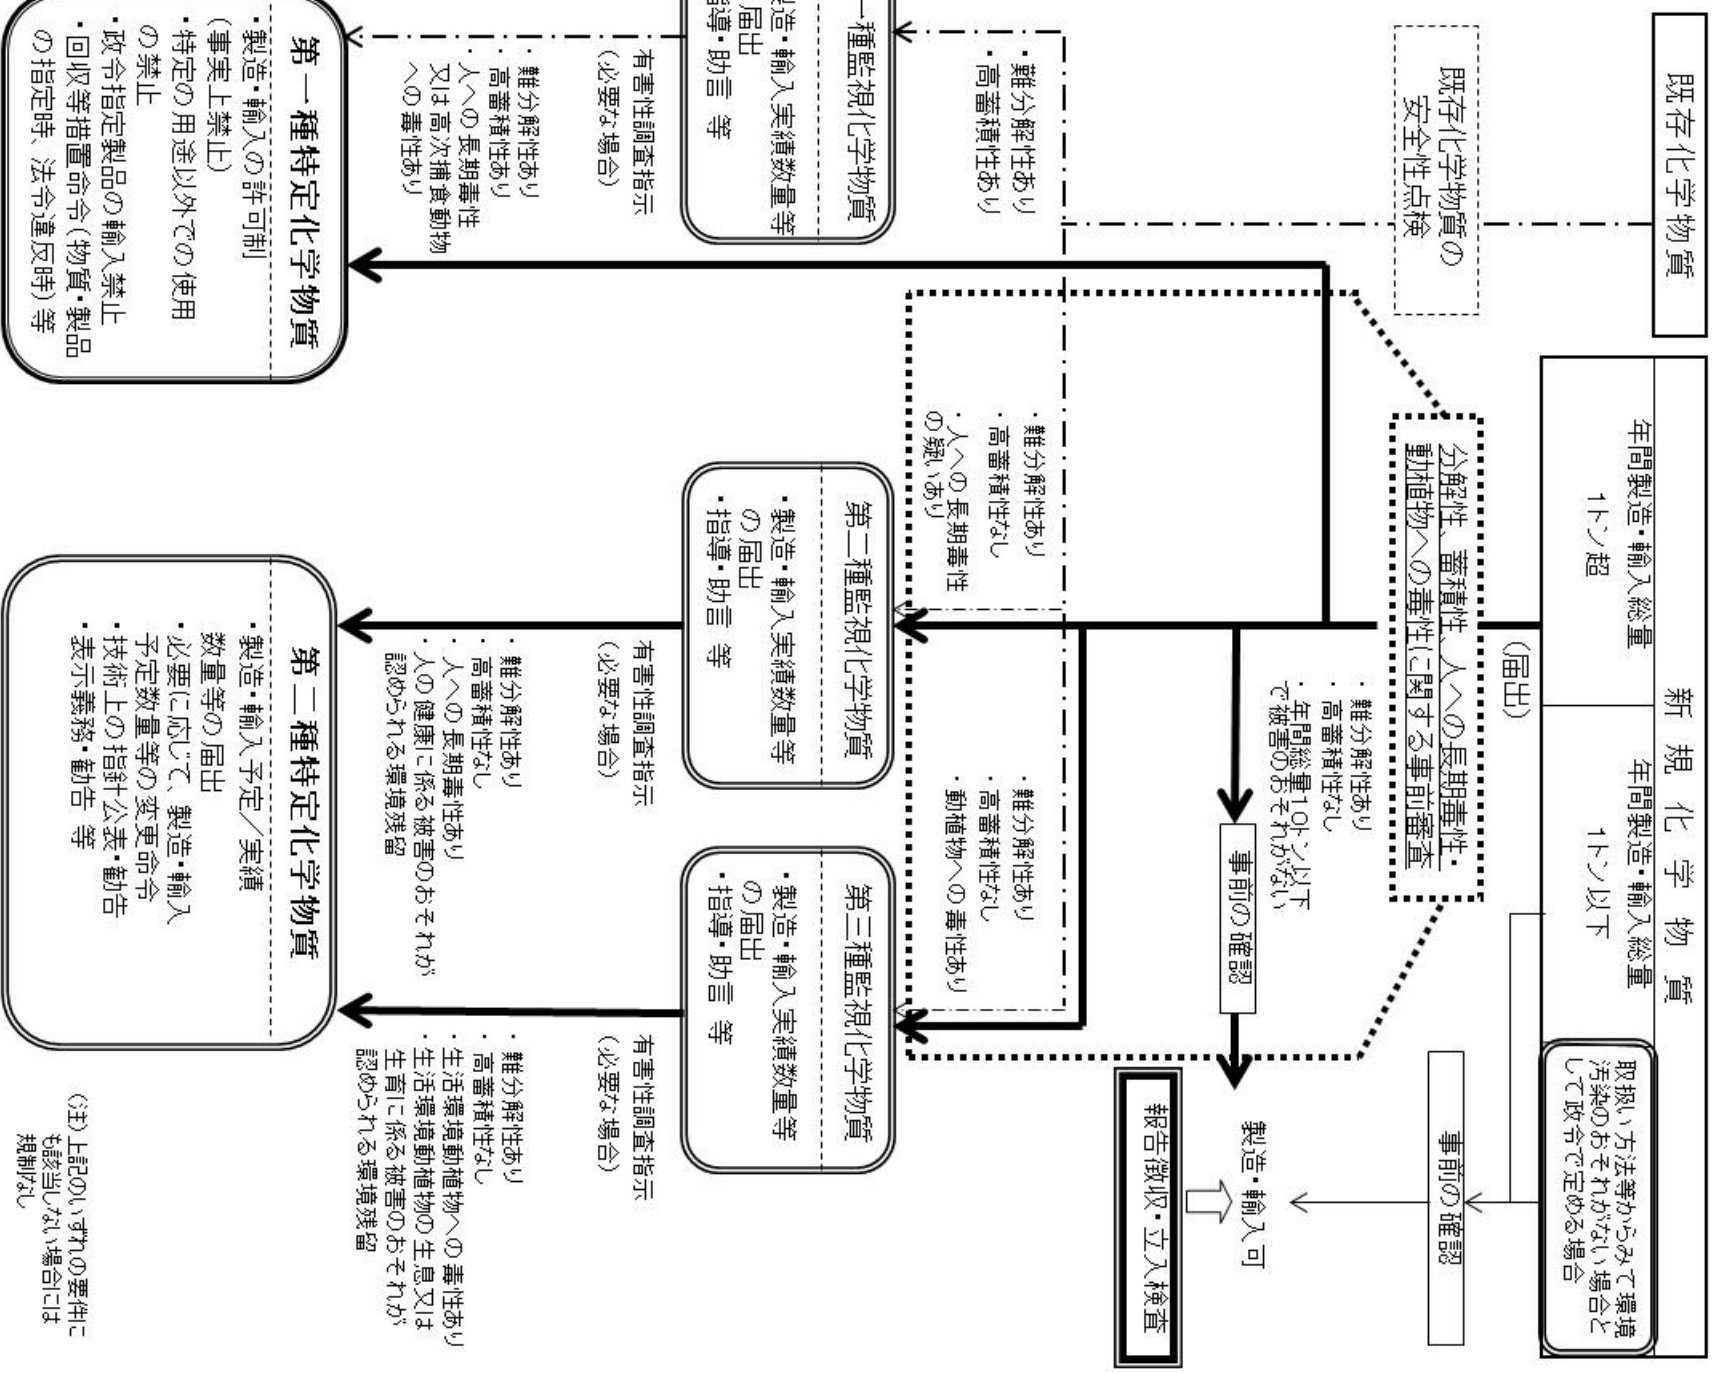 既存化学物質
既存化学物質の
安全性点検
・難分解性あり
・高蓄積性あり
一種監視化学物質
造・輸入実績数量等
届出
導・助言 等
有害性調査指示
(必要な場合)
・難分解性あり
・高蓄積性あり
・人への長期毒性
又は高次捕食動物
への毒性あり
第一種特定化学物質
・製造・輸入の許可制
(事実上禁止)
・特定の用途以外での使用
の禁止
・政令指定製品の輸入禁止
・回収等措置命令(物質・製品
の指定時、法令違反時)等
新規化学物質
年間製造・輸入総量
1トン超
年間製造・輸入総量
1トン以下
取扱い方法等からみて環境
汚染のおそれがない場合と
して政令で定める場合
(届出)
分解性、蓄積性、人への長期毒性・
動植物への毒性に関する事前審査
・難分解性あり
・高蓄積性なし
・年間総量10トン以下
で被害のおそれがない
事前の確認
事前の確認
製造・輸入可
報告徴収・立入検査
・難分解性あり
・高蓄積性なし
・人への長期毒性
の疑いあり
・難分解性あり
・高蓄積性なし
・動植物への毒性あり
第二種監視化学物質
・製造・輸入実績数量等
の届出
・指導・助言 等
第三種監視化学物質
・製造・輸入実績数量等
の届出
・指導・助言 等
有害性調査指示
(必要な場合)
・難分解性あり
・高蓄積性なし
・人への長期毒性あり
・人の健康に係る被害のおそれが
認められる環境残留
有害性調査指示
(必要な場合)
・難分解性あり
・高蓄積性なし
・生活環境動植物への毒性あり
・生活環境動植物の生息又は
生育に係る被害のおそれが
認められる環境残留
第二種特定化学物質
・製造・輸入予定/実績
数量等の届出
・必要に応じて、製造・輸入
予定数量等の変更命令
・技術上の指針公表・勧告
・表示義務・勧告 等
(注)上記のいずれの要件に
も該当しない場合には
規制なし